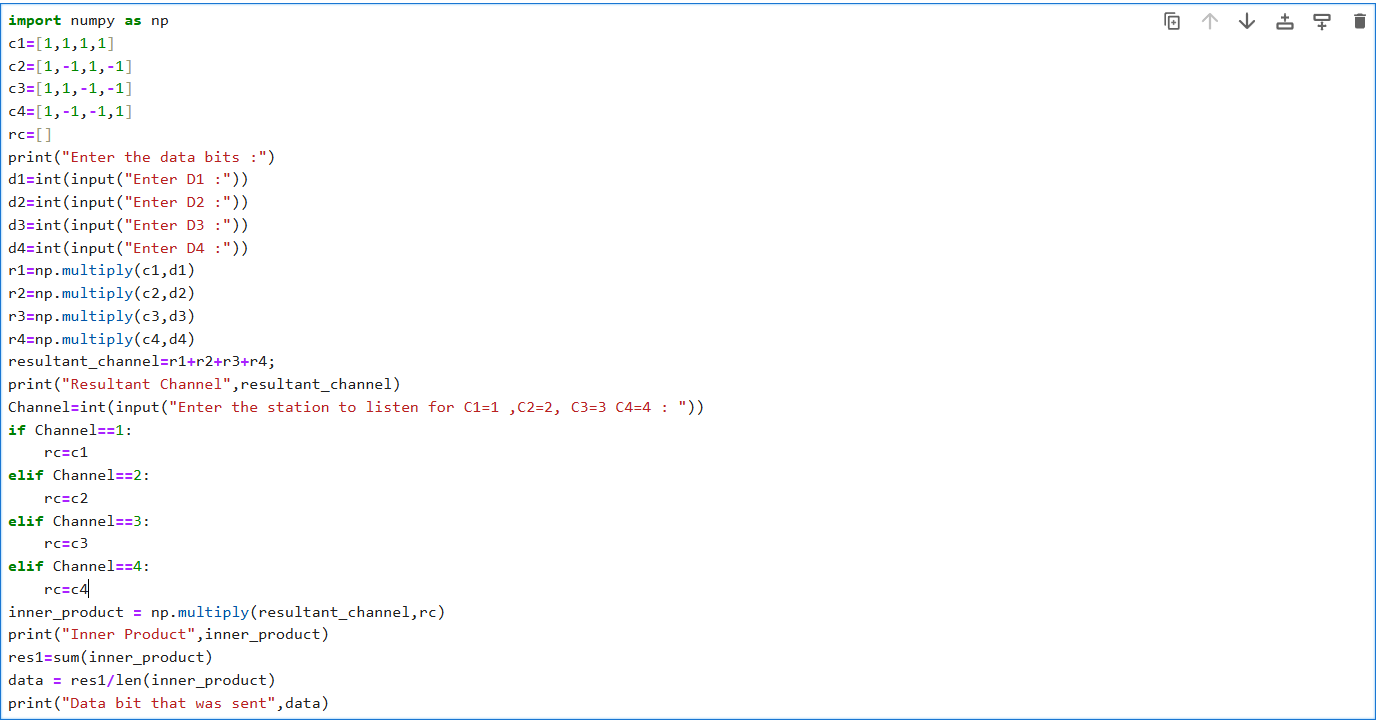 import numpy as np
c1=[1,1,1,1]
c2=[1,-1,1,-1]
c3=[1,1,-1,-1]
c4=[1,-1,-1,1]
rc=[]
print("Enter the data bits :")
d1=int(input("Enter D1 :"))
d2=int(input("Enter D2 :"))
d3=int(input("Enter D3 :"))
d4=int(input("Enter D4 :"))
r1=np.multiply(c1,d1)
r2=np.multiply(c2,d2)
r3=np.multiply(c3,d3)
r4=np.multiply(c4,d4)
resultant_channel=r1+r2+r3+r4;
print("Resultant Channel",resultant_channel)
Channel=int(input("Enter the station to listen for C1=1 ,C2=2, C3=3 C4=4 : "))
if Channel==1:
    rc=c1
elif Channel==2:
    rc=c2
elif Channel==3:
    rc=c3
elif Channel==4:
    rc=c4
inner_product = np.multiply(resultant_channel,rc)
print("Inner Product",inner_product)
res1=sum(inner_product)
data = res1/len(inner_product)
print("Data bit that was sent",data)